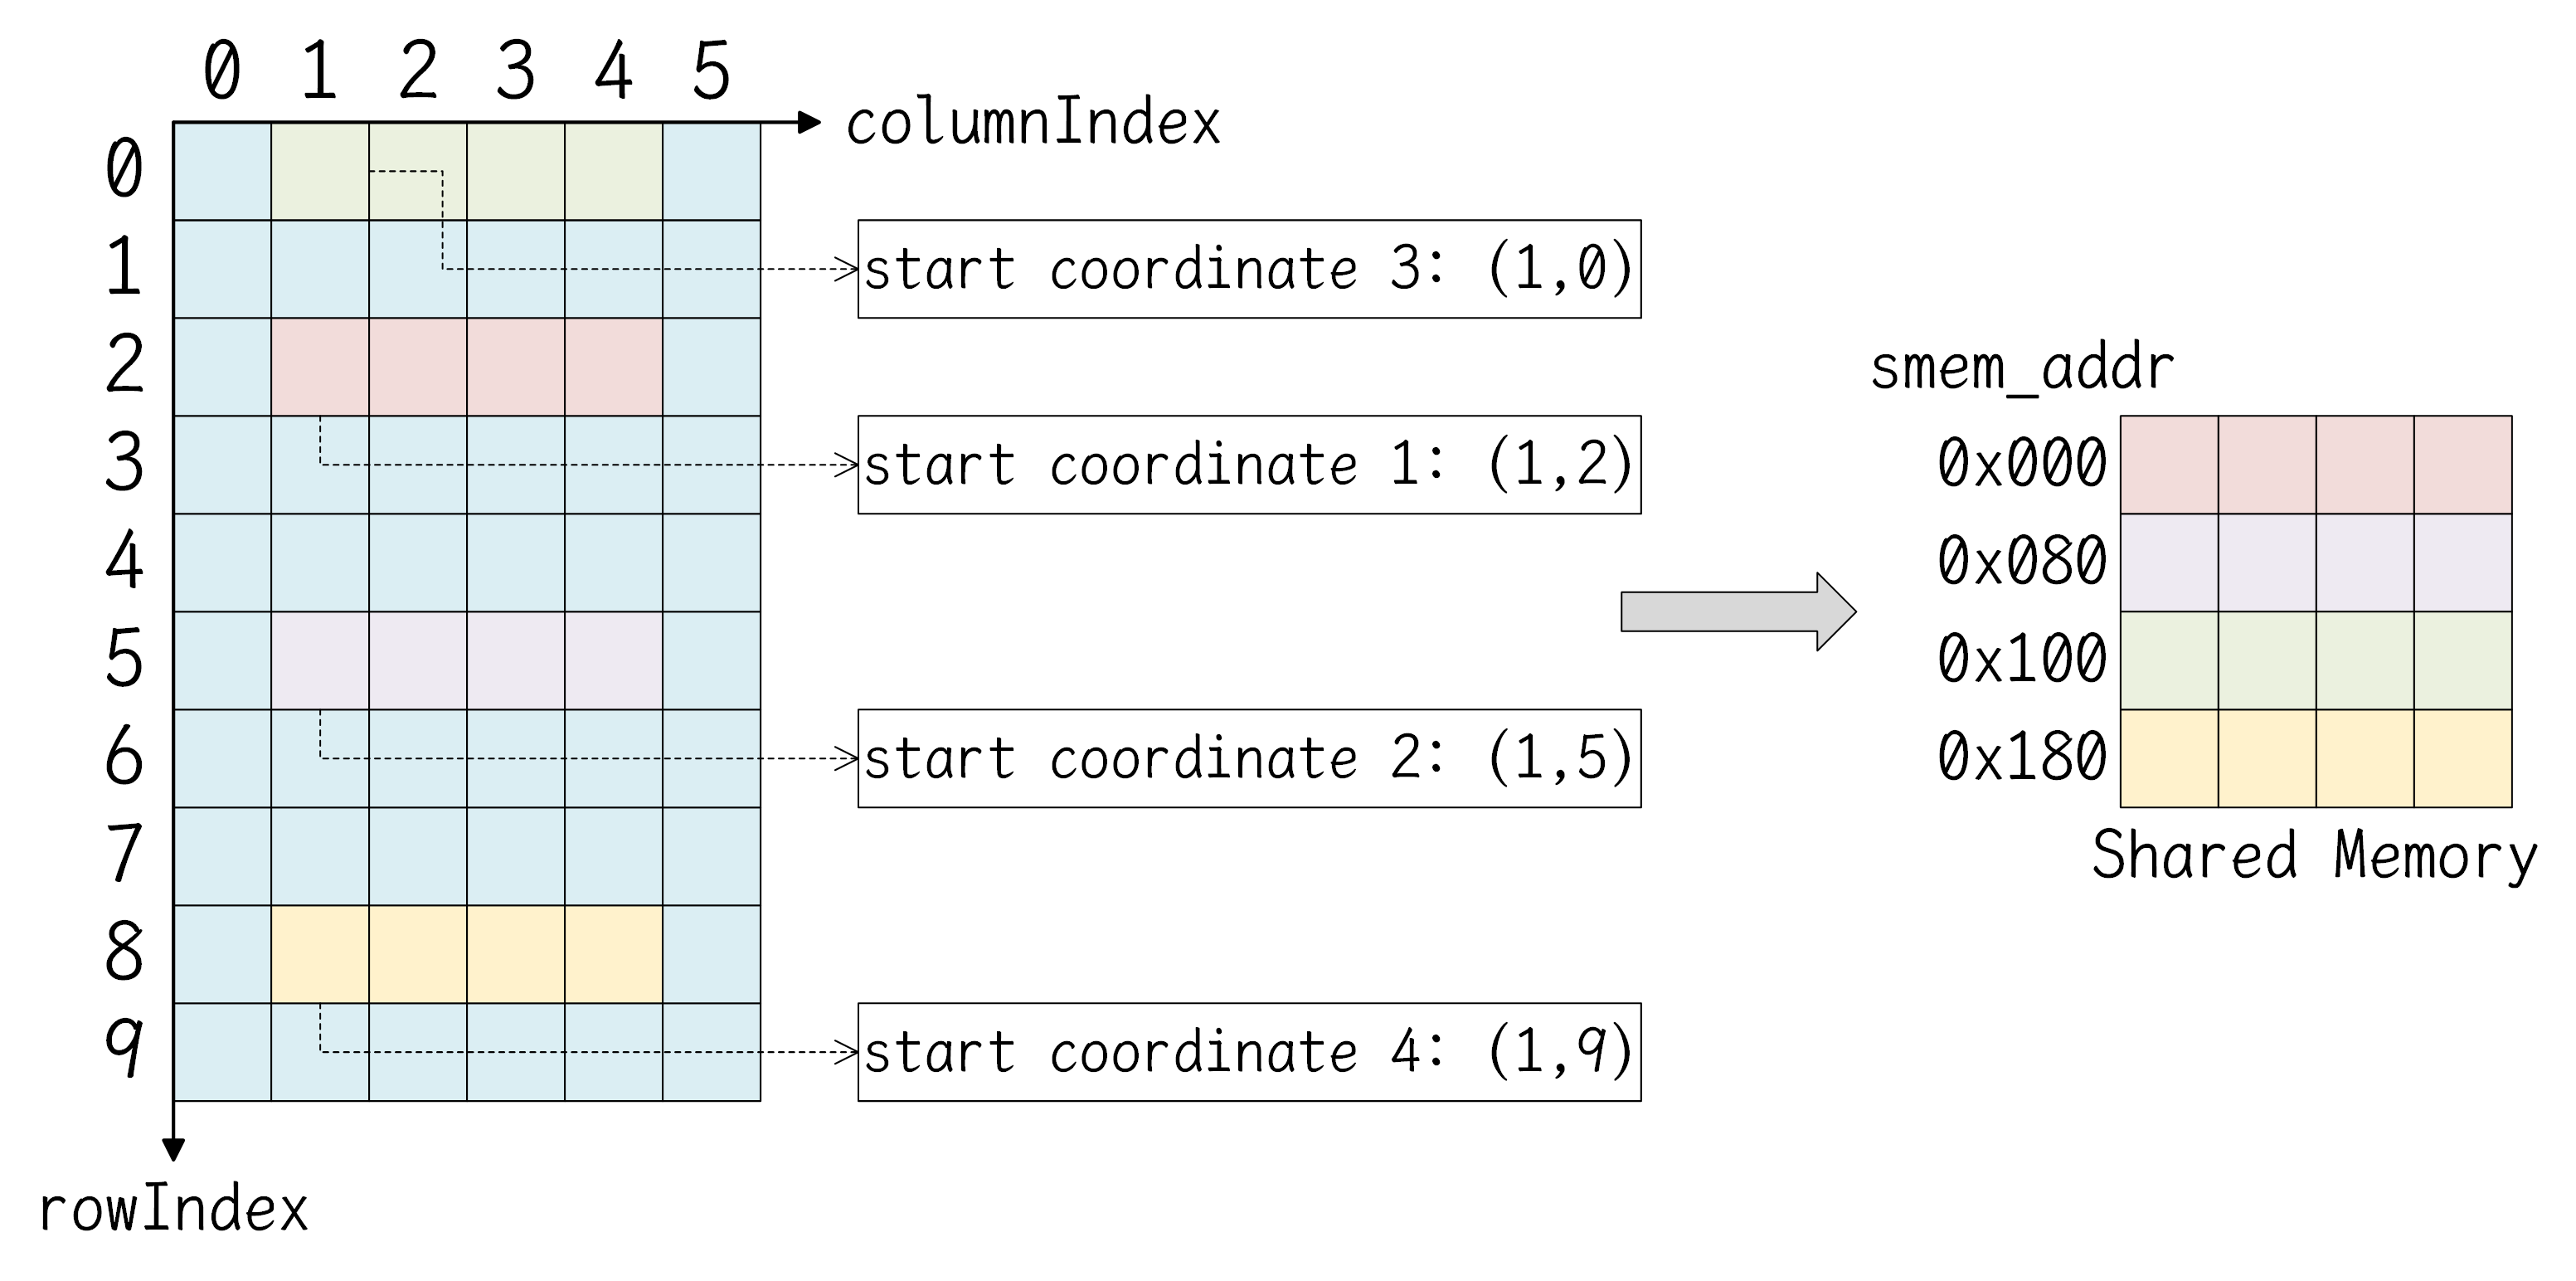 0 1 2 3 4 5
columnIndex
0
1
2
3
4
5
6
7
8
9
rowIndex
start coordinate 3: (1,0)
start coordinate 1: (1,2)
start coordinate 2: (1,5)
start coordinate 4: (1,9)
smem_addr
0x000
0x080
0x100
0x180
Shared Memory